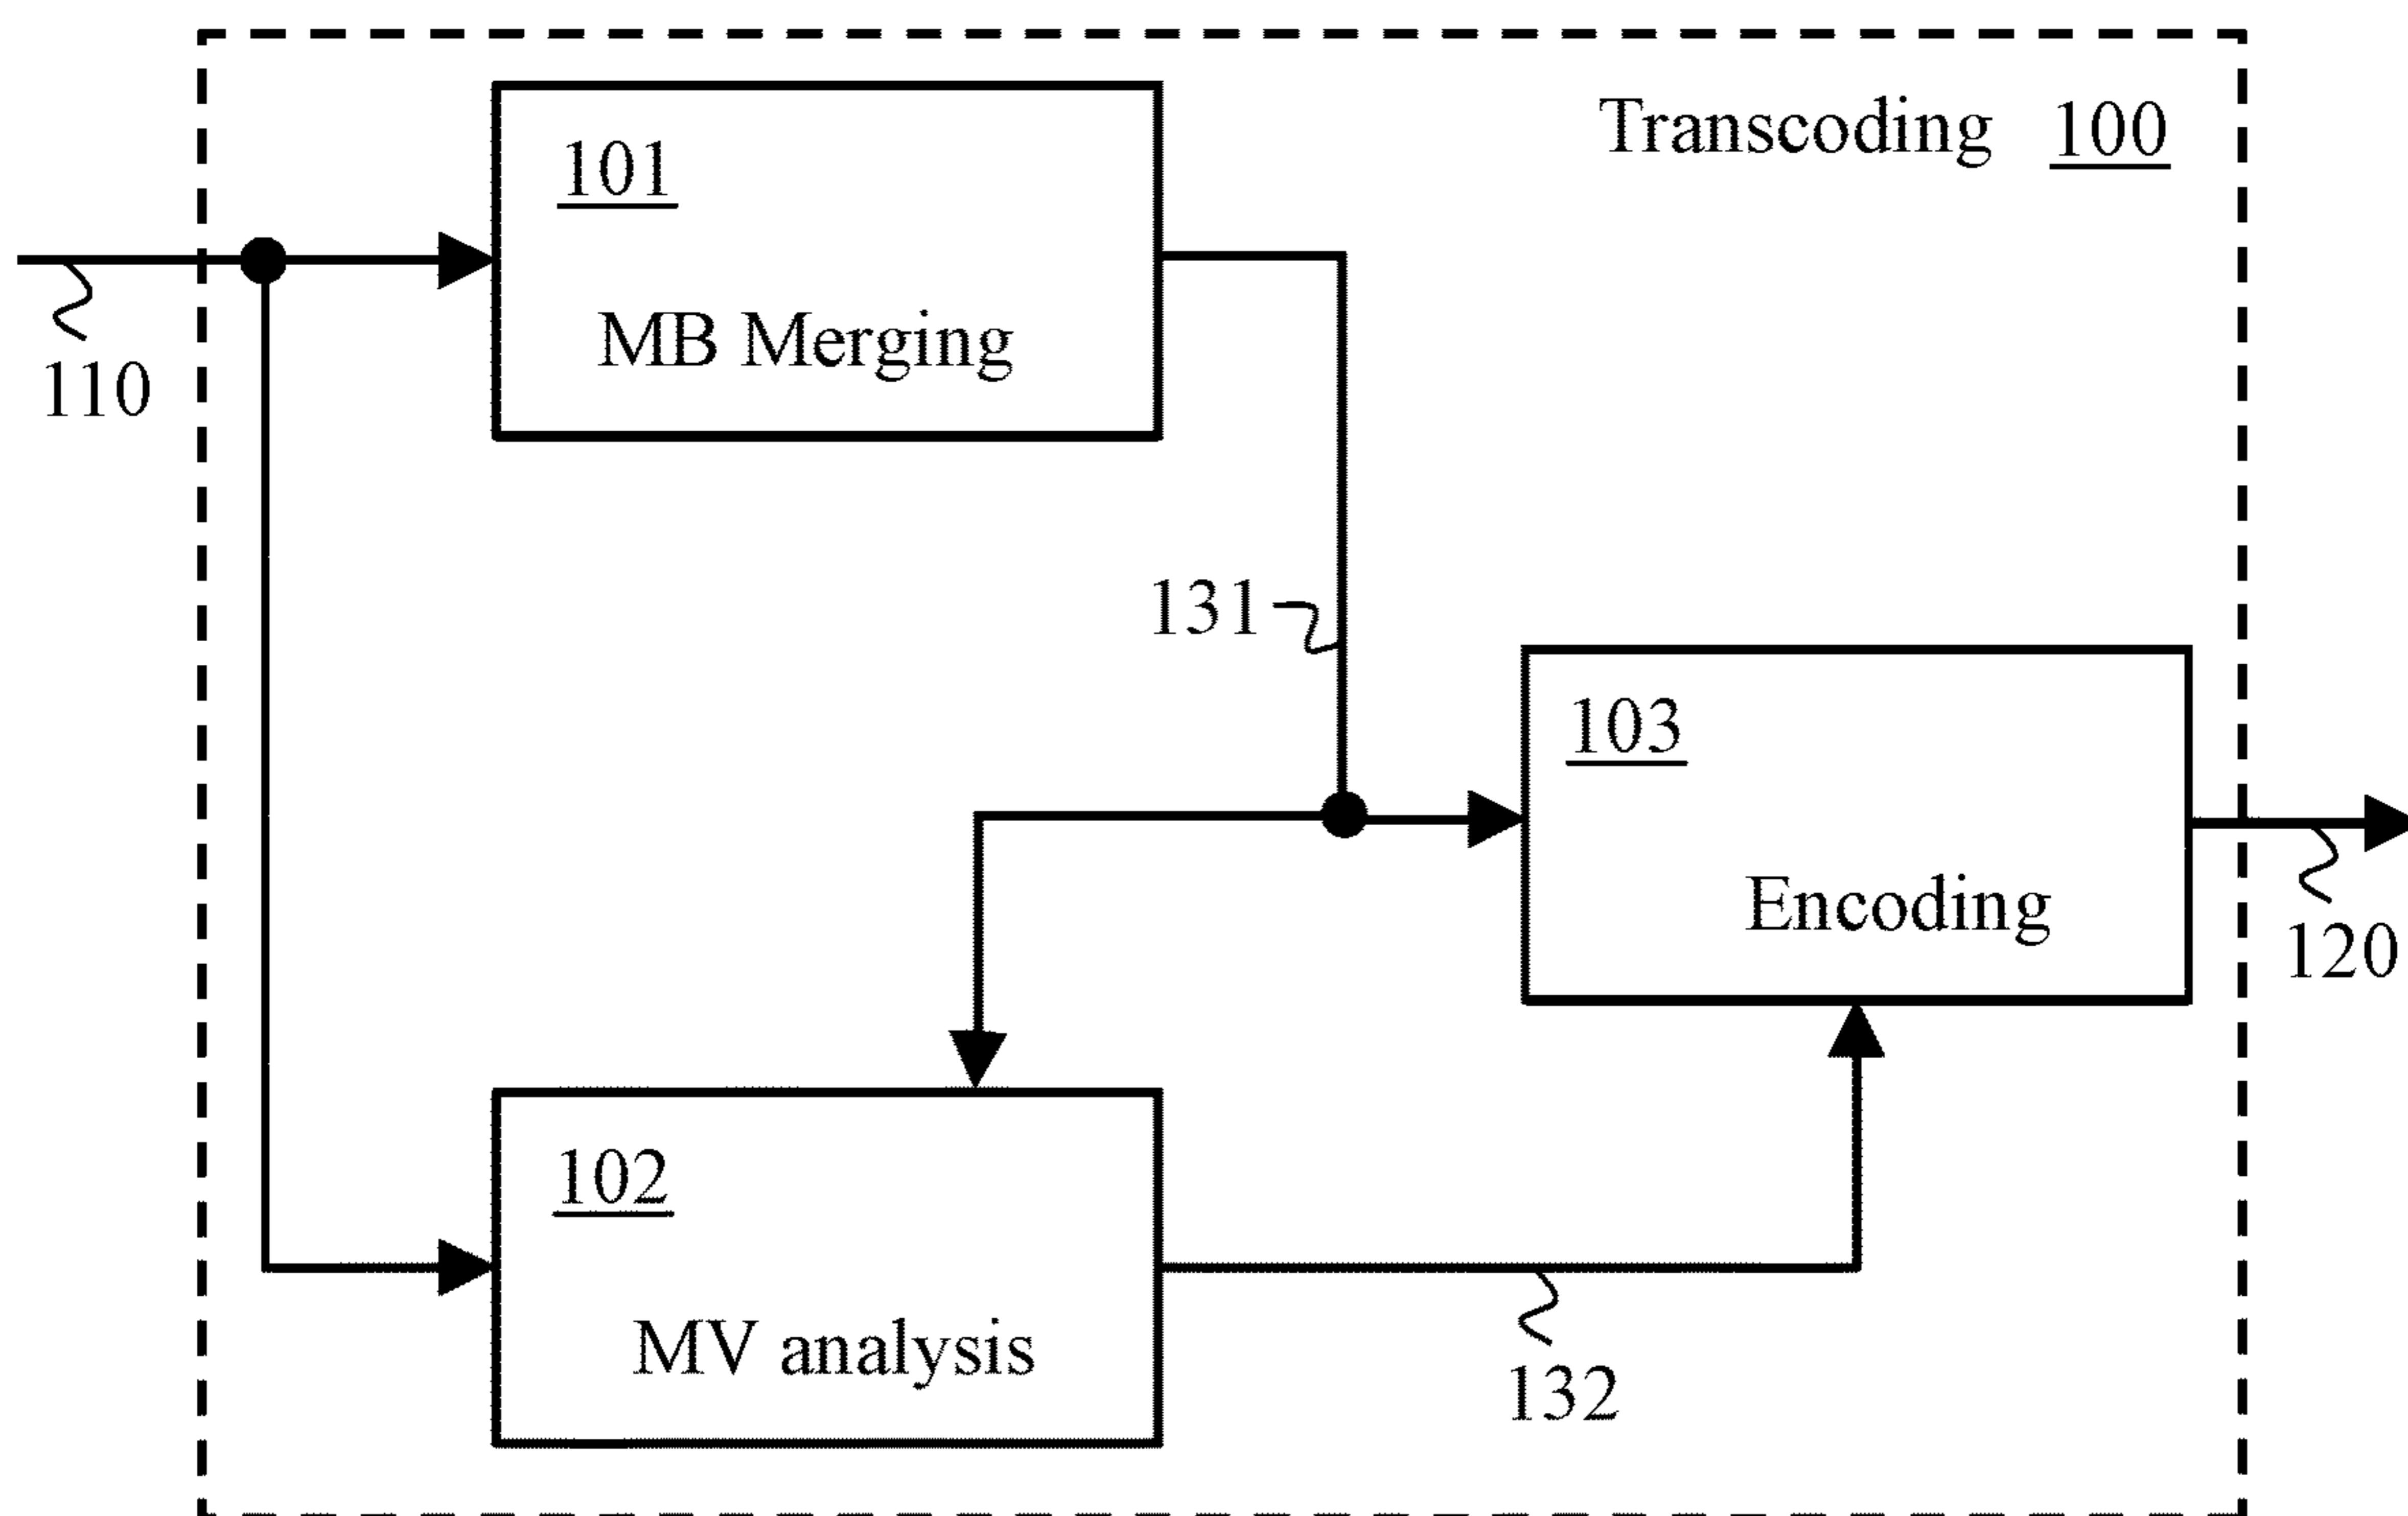 Transcoding 100
101
MB Merging
110
131
103
Encoding
120
102
MV analysis
132